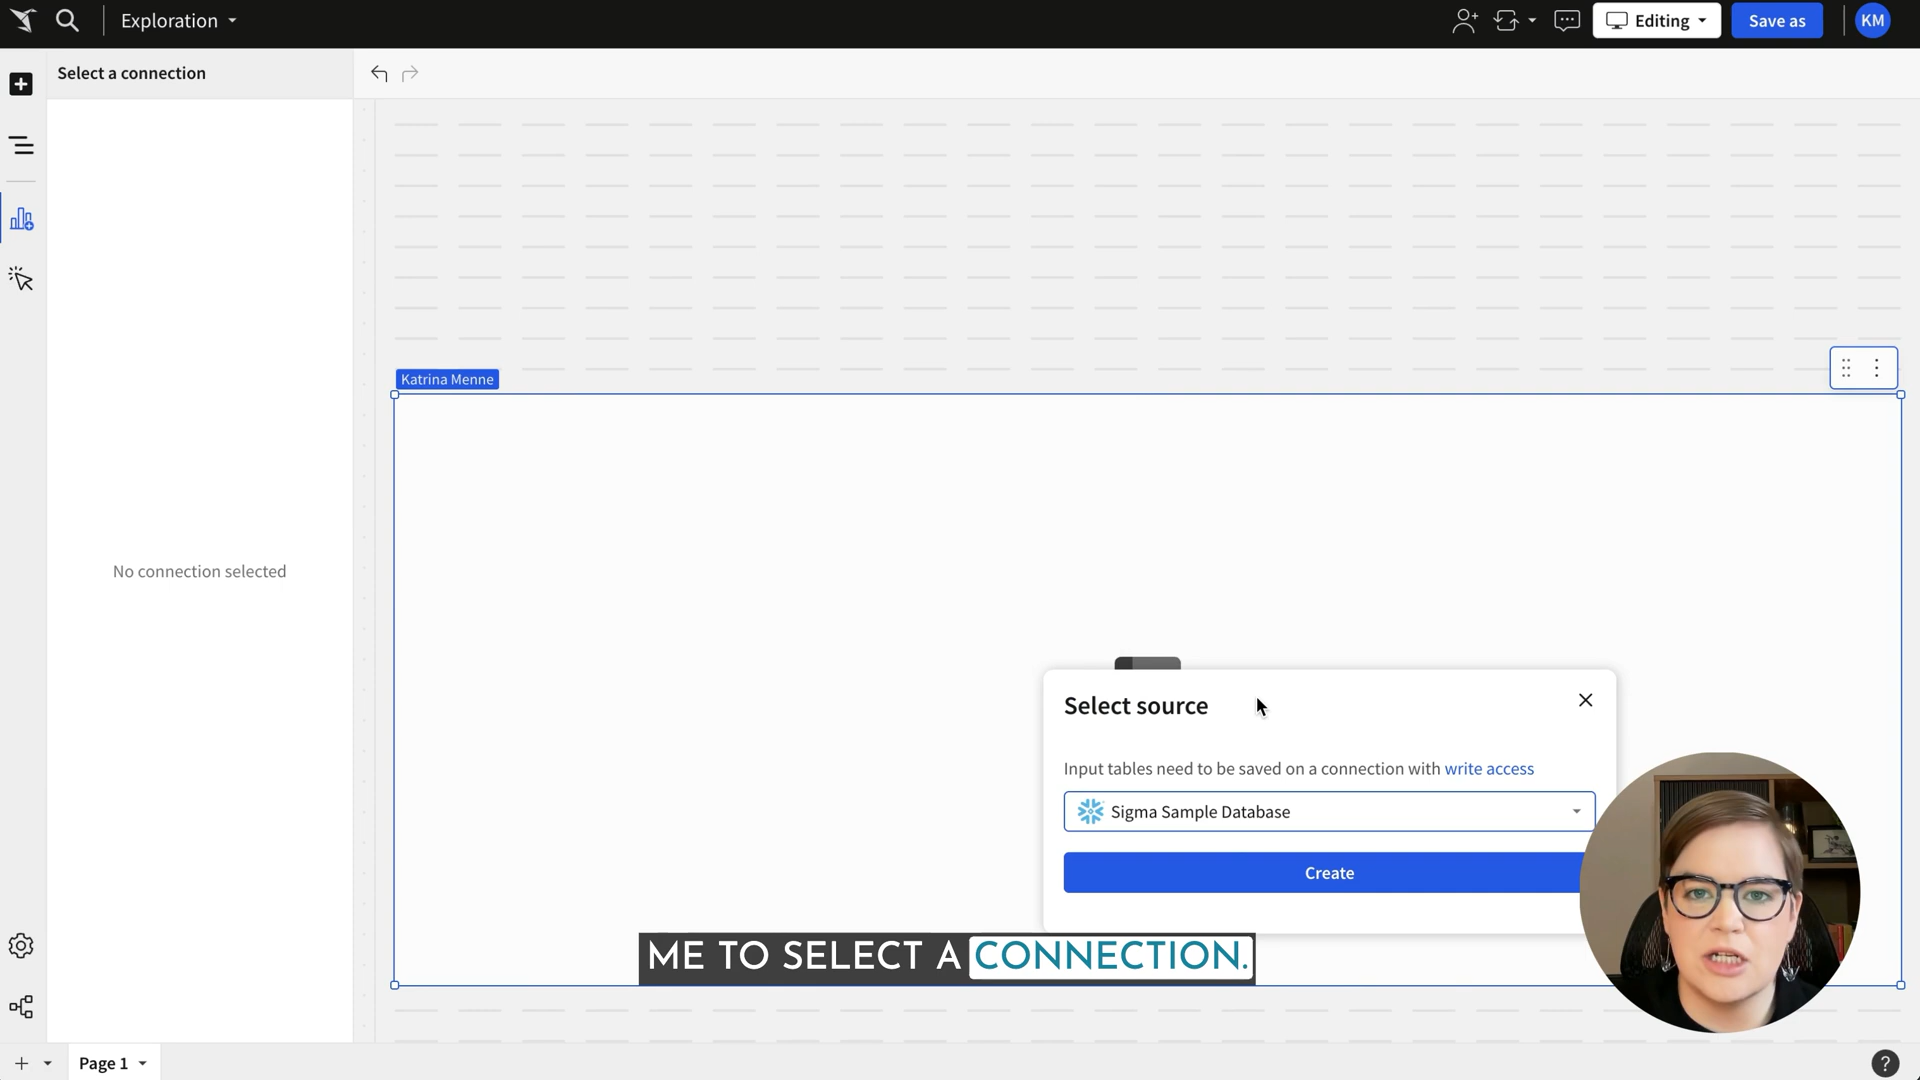 Exploration
Editing
Save as
KM
Select a connection
No connection selected
Katrina Menne
Select source
Input tables need to be saved on a connection with write access
Sigma Sample Database
Create
ME TO SELECT A CONNECTION.
Page 1
?